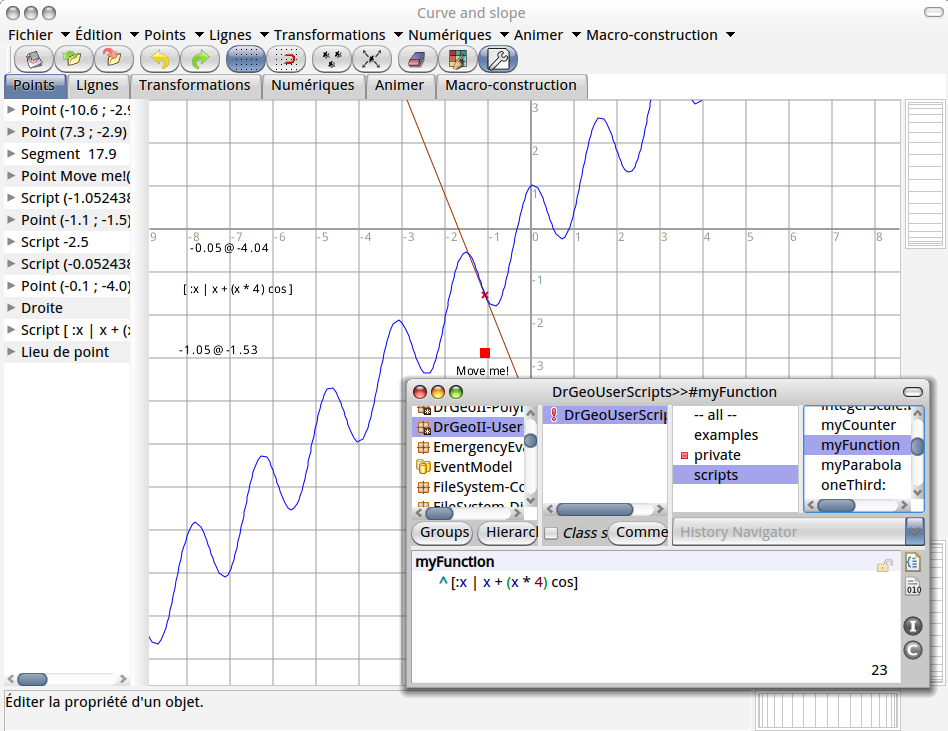 Curve and slope
Fichier Édition Points Lignes Transformations Numériques Animer Macro-construction
Points Lignes Transformations Numériques Animer Macro-construction
Point (-10.6 ; -2.9
Point (7.3 ; -2.9)
Segment 17.9
Point Move me!(
Script (-1.052438
Point (-1.1 ; -1.5)
Script -2.5
Script (-0.052438
Point (-0.1 ; -4.0)
Droite
Script [ :x | x + (x
Lieu de point
3
2
1
9 -8 -7 -6 -5 -4 -3 -2 -1 0 1 2 3 4 5 6 7 8
-1
-2
-3
-0.05@-4.04
[ :x | x + (x * 4) cos ]
-1.05@-1.53
Move me!
DrGeoUserScripts>>#myFunction
DrGeoII-Polyr
DrGeoII-User
EmergencyEva
EventModel
FileSystem-Co
FileSystem-Di
DrGeoUserScrip
-- all --
examples
private
scripts
integerScale:
myCounter
myFunction
myParabola
oneThird:
Groups Hierarch Class s Comme History Navigator
myFunction
^ [:x | x + (x * 4) cos]
010
I
C
23
Éditer la propriété d'un objet.